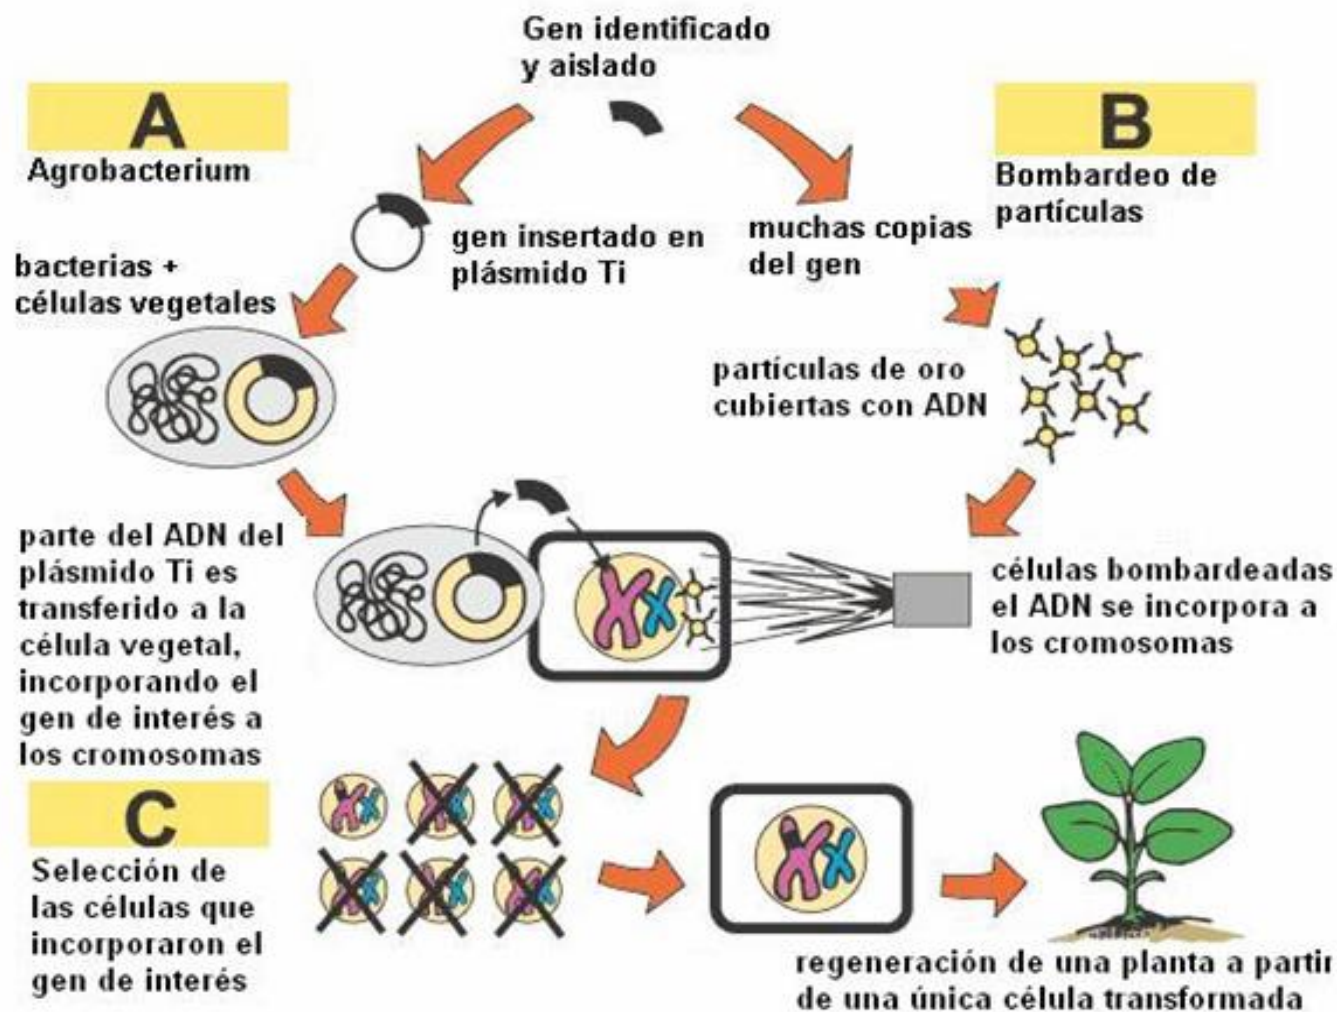 Gen identificado
y aislado
A
Agrobacterium
B
Bombardeo de
partículas
gen insertado en
plásmido Ti
muchas copias
del gen
bacterias +
células vegetales
partículas de oro
cubiertas con ADN
parte del ADN del
plásmido Ti es
transferido a la
célula vegetal,
incorporando el
gen de interés a
los cromosomas
células bombardeadas
el ADN se incorpora a
los cromosomas
C
Selección de
las células que
incorporaron el
gen de interés
regeneración de una planta a partir
de una única célula transformada